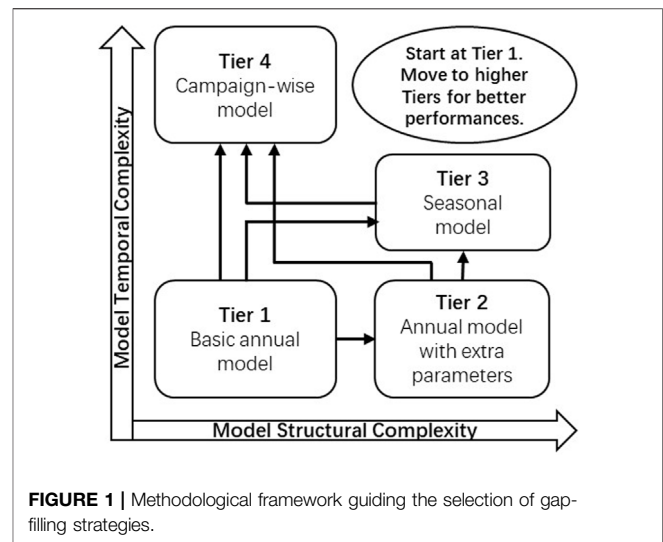 Tier 4
Campaign-wise
model
Start at Tier 1.
Move to higher
Tiers for better
performances.
Tier 3
Seasonal
model
Tier 1
Basic annual
model
Tier 2
Annual model
with extra
parameters
Model Temporal Complexity
Model Structural Complexity
FIGURE 1 | Methodological framework guiding the selection of gap-
filling strategies.